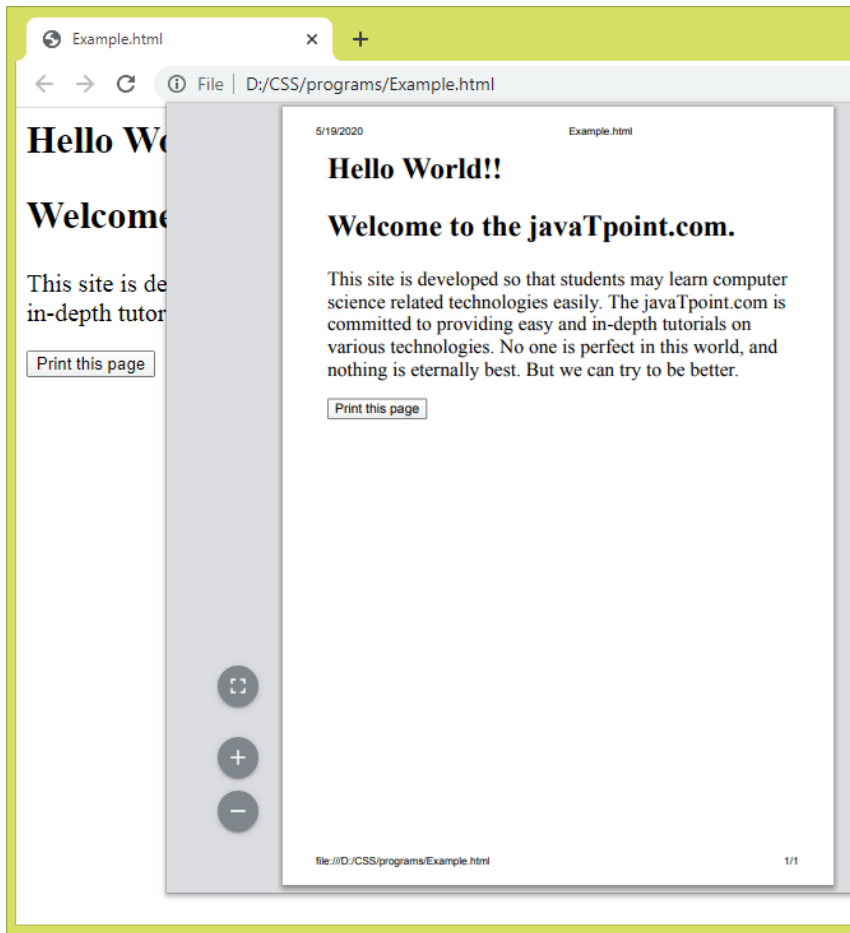 Example.html
File D:/CSS/programs/Example.html
Hello Wo
Welcome
This site is de
in-depth tutor
Print this page
5/19/2020 Example.html
Hello World!!
Welcome to the javaTpoint.com.
This site is developed so that students may learn computer
science related technologies easily. The javaTpoint.com is
committed to providing easy and in-depth tutorials on
various technologies. No one is perfect in this world, and
nothing is eternally best. But we can try to be better.
Print this page
file:///D:/CSS/programs/Example.html 1/1